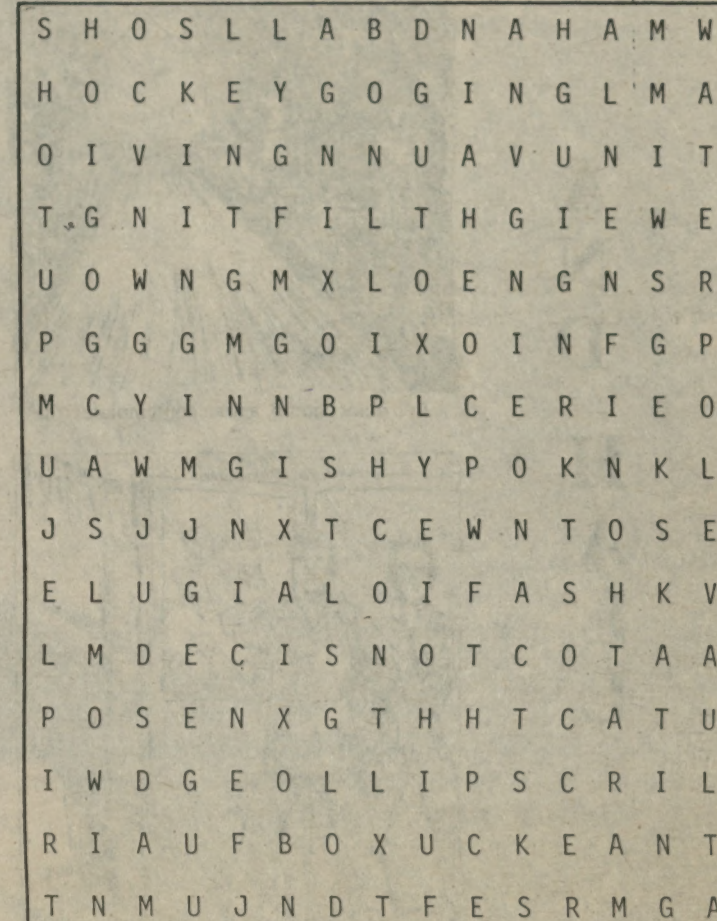 S H O S L L A B D N A H A M W
H O C K E Y G O G I N G L M A
O I V I N G N N U A V U N I T
T G N I T F I L T H G I E W E
U O W N G M X L O E N G N S R
P G G G M G O I X O I N F G P
M C Y I N N B P L C E R I E O
U A W M G I S H Y P O K N K L
J S J J N X T C E W N T O S E
E L U G I A L O I F A S H K V
L M D E C I S N O T C O T A A
P O S E N X G T H H T C A T U
I W D G E O L L I P S C R I L
R I A U F B O X U C K E A N T
T N M U J N D T F E S R M G A